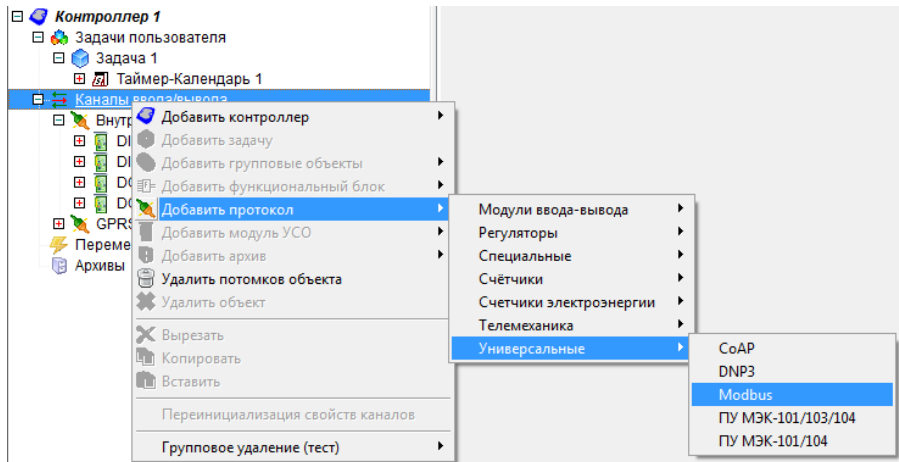 Контроллер 1
Задачи пользователя
Задача 1
Таймер-Календарь 1
Каналы ввода/вывода
GPRS
Архивы
Добавить контроллер
Добавить задачу
Добавить групповые объекты
Добавить функциональный блок
Добавить протокол
Добавить модуль УСО
Добавить архив
Удалить потомков объекта
Удалить объект
Вырезать
Копировать
Вставить
Переинициализация свойств каналов
Групповое удаление (тест)
Модули ввода-вывода
Регуляторы
Специальные
Счётчики
Счетчики электроэнергии
Телемеханика
Универсальные
CoAP
DNP3
Modbus
ПУ МЭК-101/103/104
ПУ МЭК-101/104